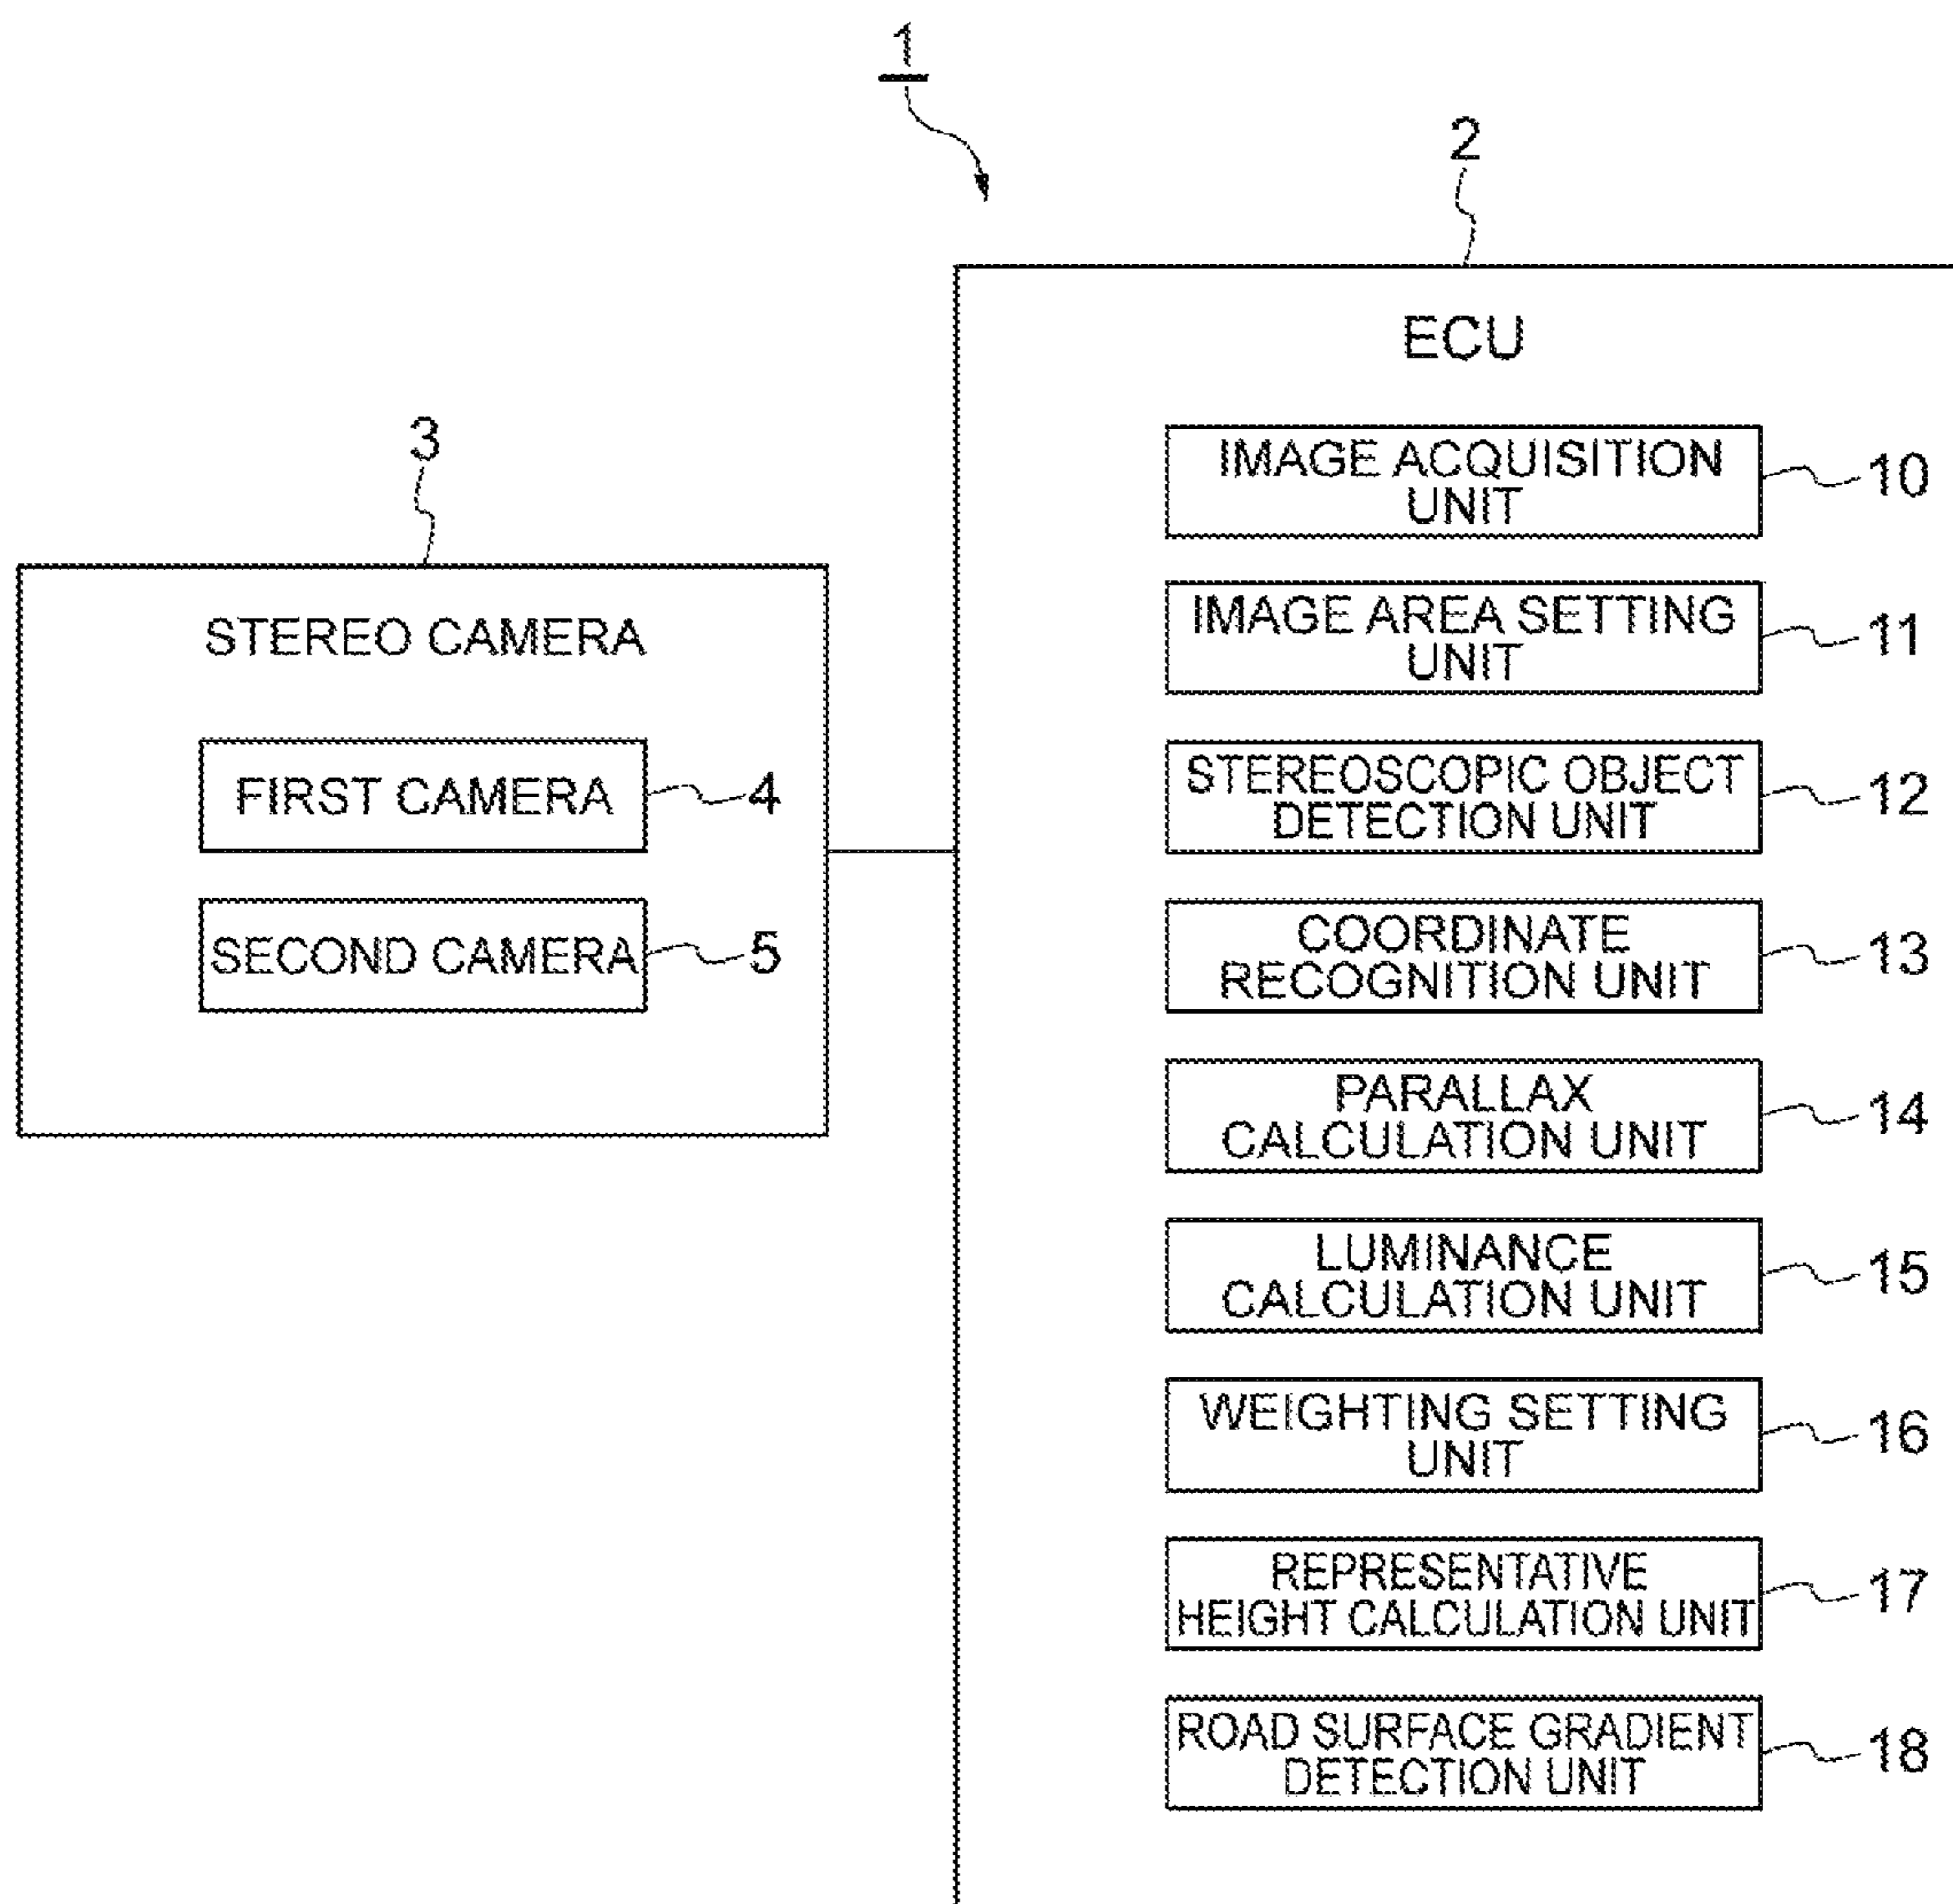 1
2
ECU
3
STEREO CAMERA
FIRST CAMERA
4
SECOND CAMERA
5
IMAGE ACQUISITION
UNIT
10
IMAGE AREA SETTING
UNIT
11
STEREOSCOPIC OBJECT
DETECTION UNIT
12
COORDINATE
RECOGNITION UNIT
13
PARALLAX
CALCULATION UNIT
14
LUMINANCE
CALCULATION UNIT
15
WEIGHTING SETTING
UNIT
16
REPRESENTATIVE
HEIGHT CALCULATION UNIT
17
ROAD SURFACE GRADIENT
DETECTION UNIT
18